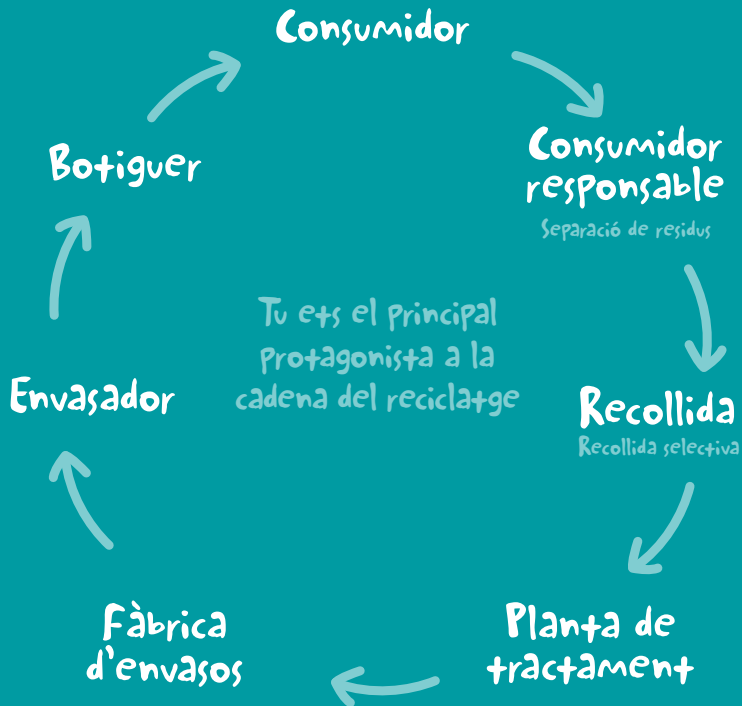 Consumidor
Botiguer
Consumidor
responsable
Separació de residus
Tu ets el principal
protagonista a la
cadena del reciclatge
Envasador
Recollida
Recollida selectiva
Fàbrica
d'envasos
Planta de
tractament